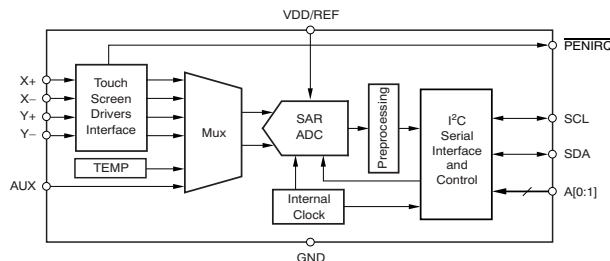 VDD/REF
PENIRQ
X+
X–
Y+
Y–
Touch
Screen
Drivers
Interface
Mux
SAR
ADC
Preprocessing
I²C
Serial
Interface
and
Control
SCL
SDA
TEMP
AUX
Internal
Clock
A[0:1]
GND